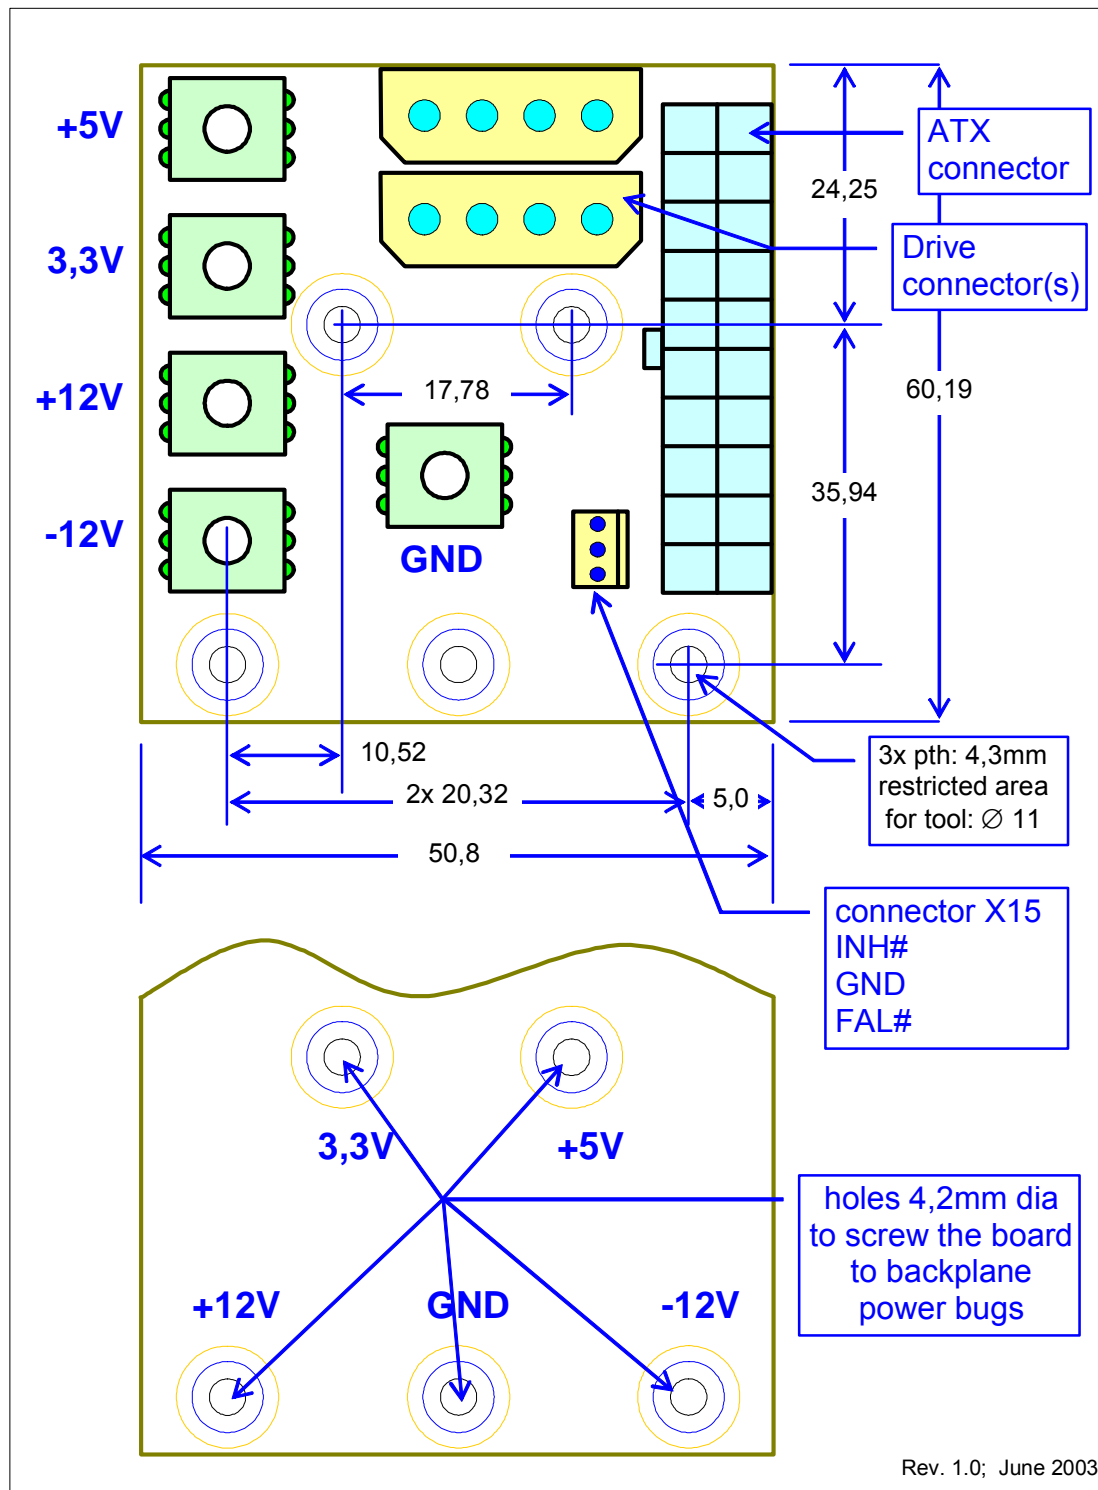 +5V
ATX
connector
24,25
3,3V
Drive
connector(s)
17,78
+12V
60,19
35,94
-12V
GND
10,52
3x pth: 4,3mm
restricted area
for tool: ∅ 11
2x 20,32
5,0
50,8
connector X15
INH#
GND
FAL#
3,3V
+5V
holes 4,2mm dia
to screw the board
to backplane
power bugs
+12V
GND
-12V
Rev. 1.0;  June 2003